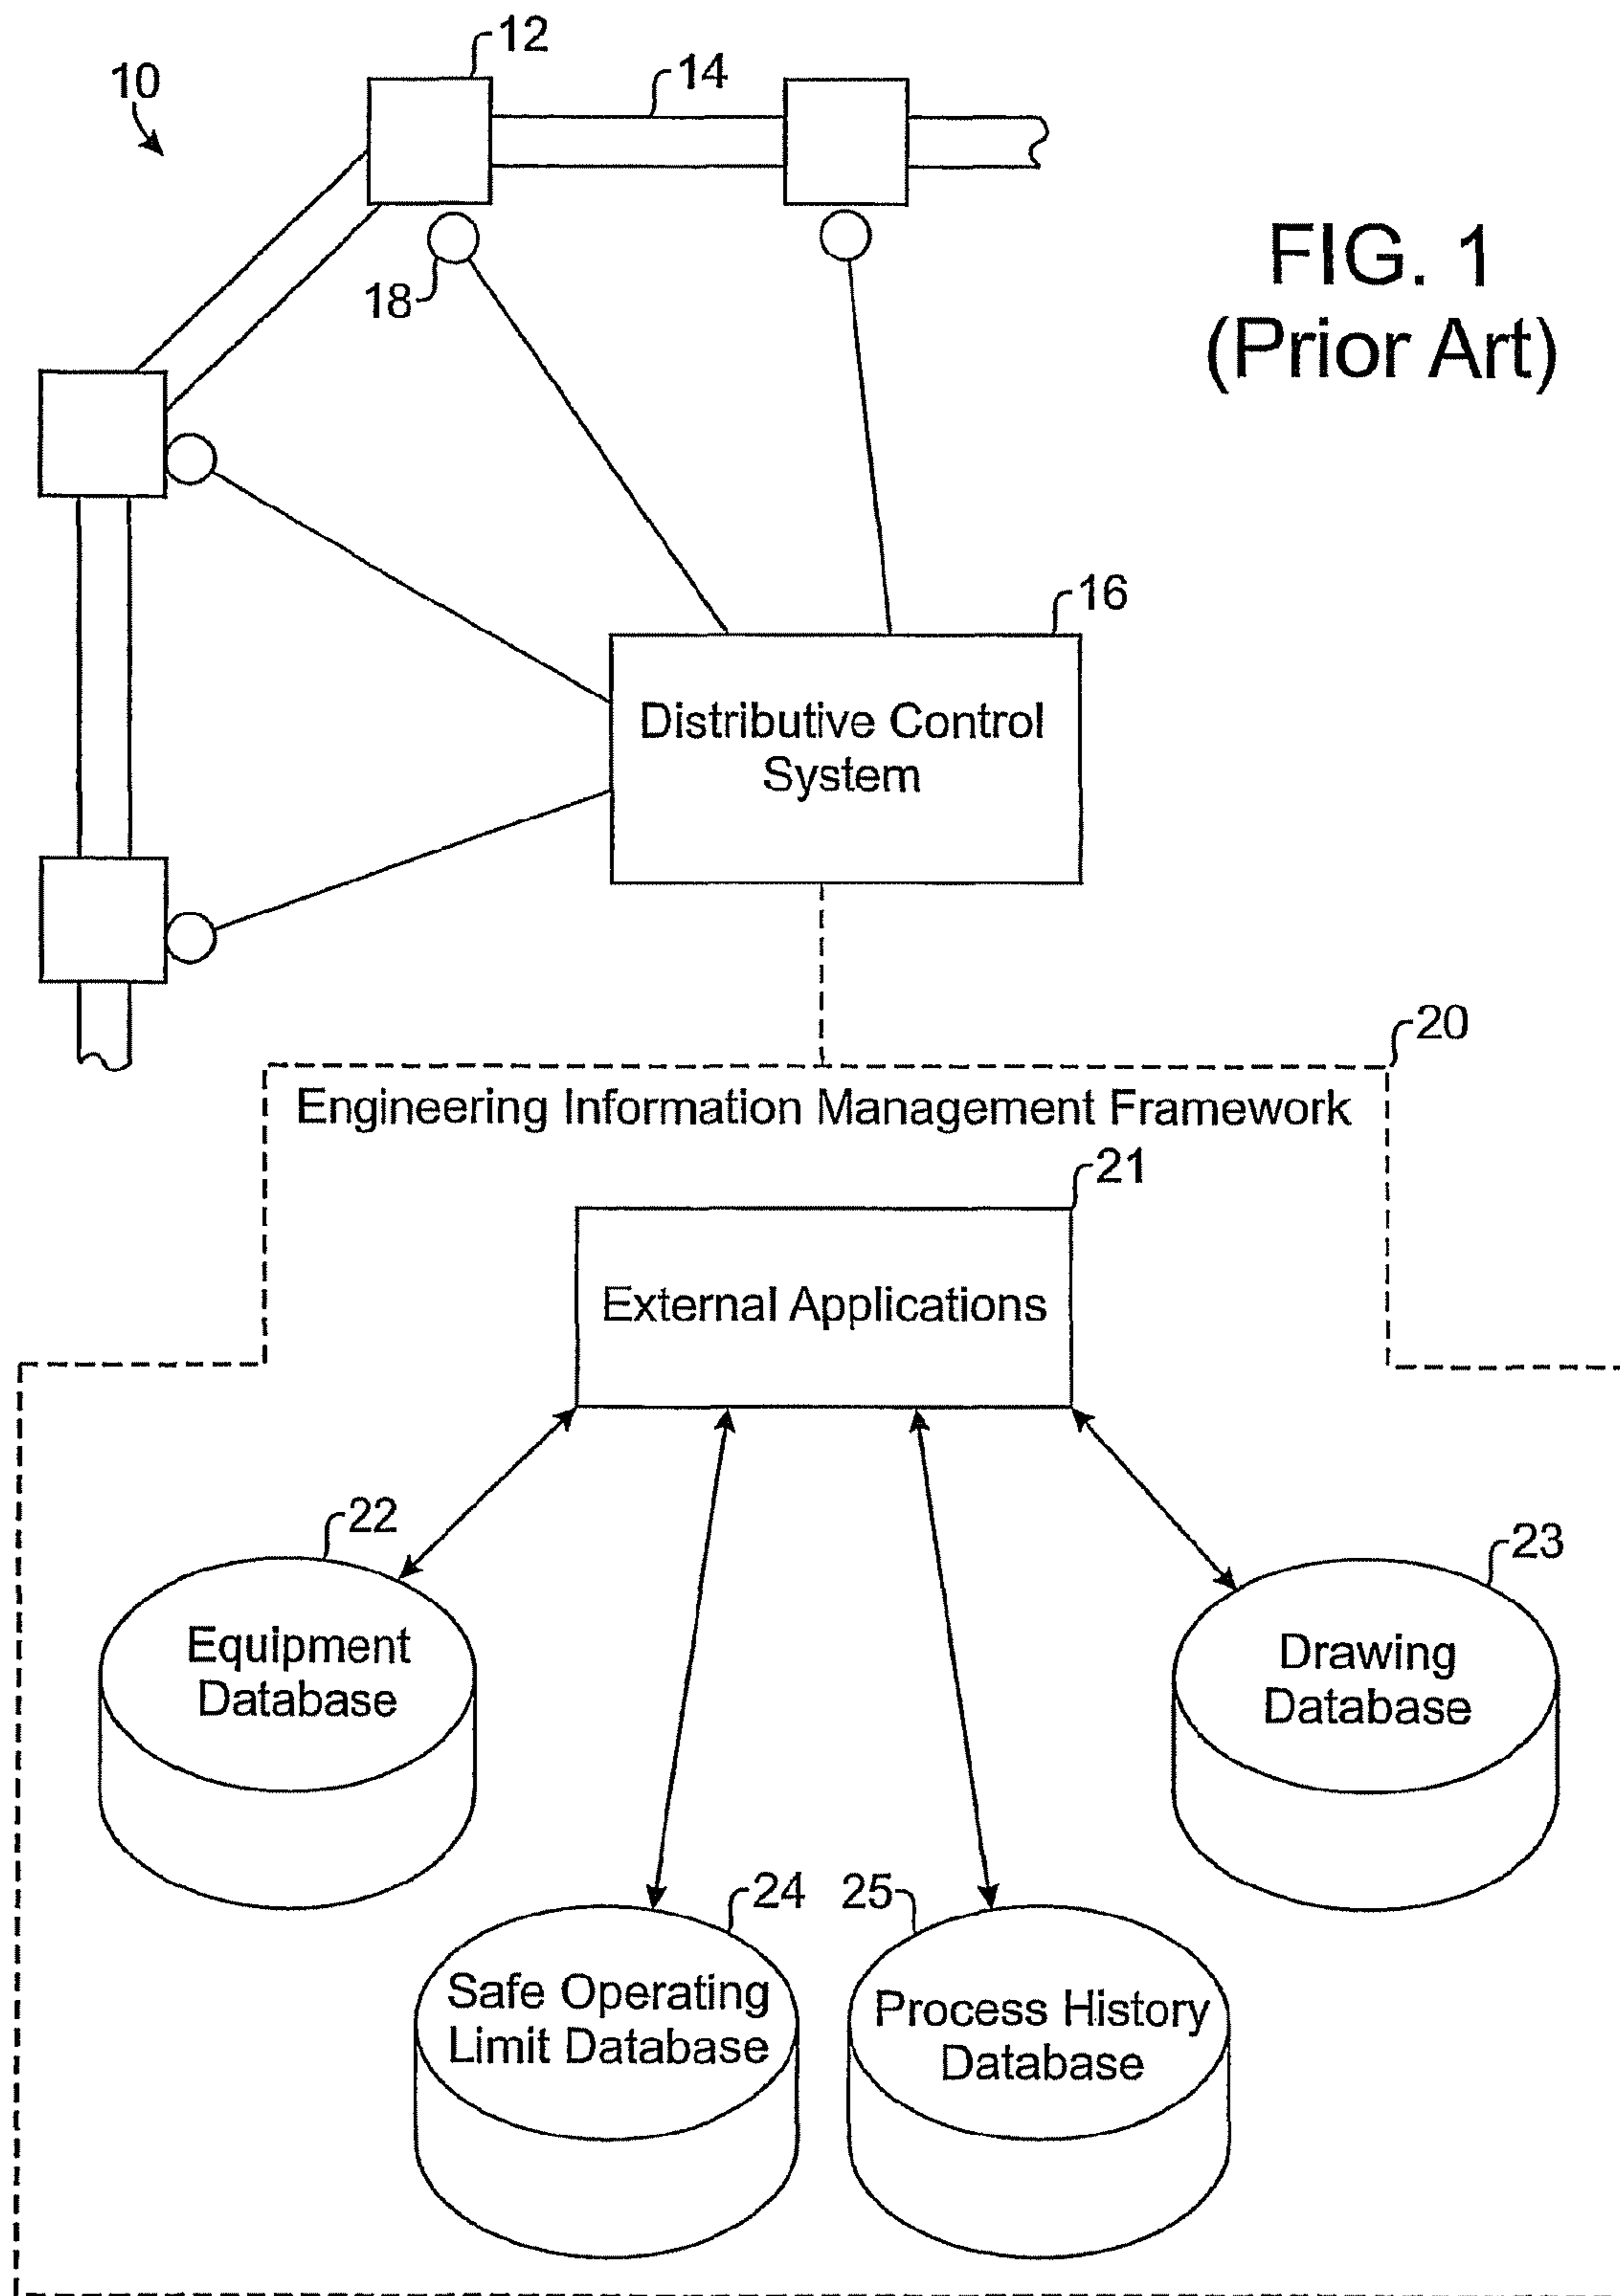 12
14
10
FIG. 1
(Prior Art)
18
16
Distributive Control
System
20
Engineering Information Management Framework
21
External Applications
22
23
Equipment
Database
Drawing
Database
24
25
Safe Operating
Limit Database
Process History
Database